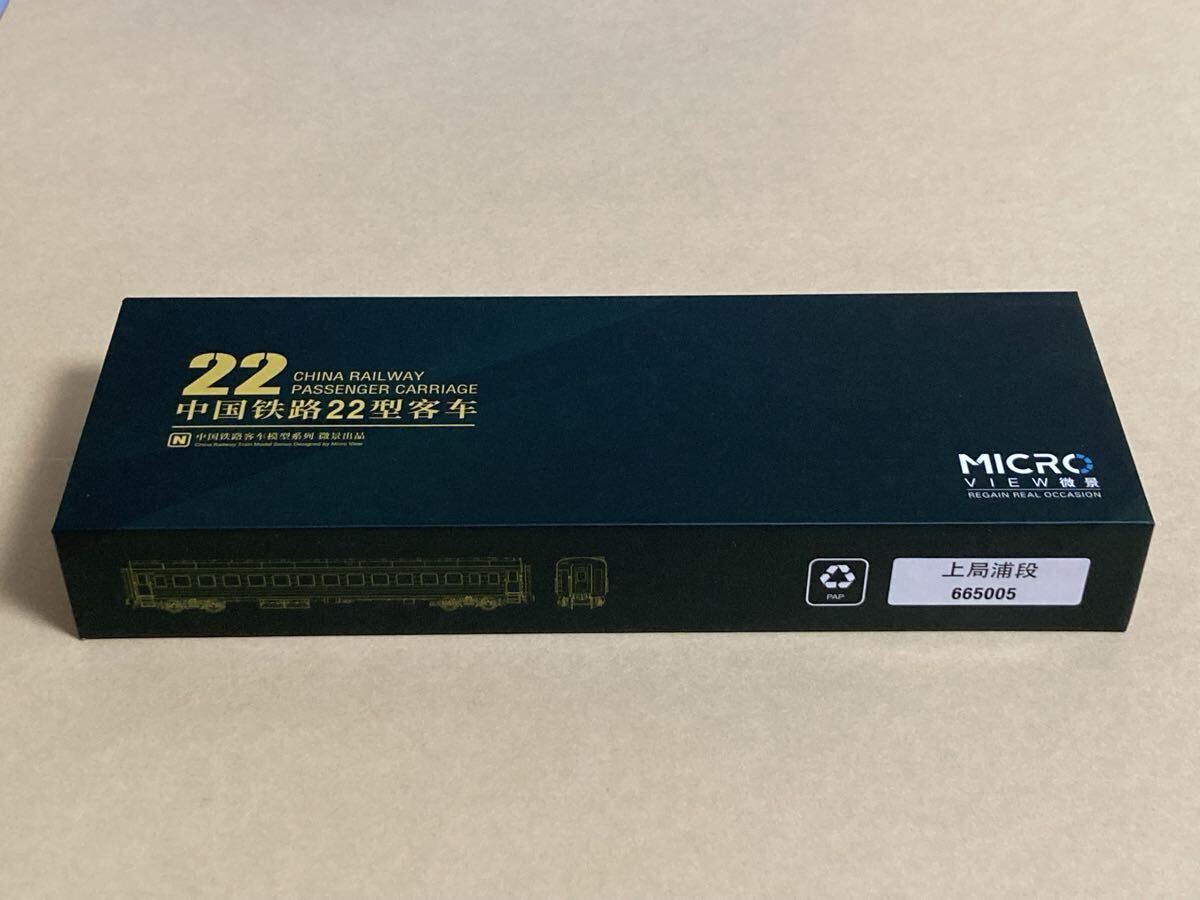 22
CHINA RAILWAY
PASSENGER CARRIAGE
中国铁路22型客车
N 中国铁路客车模型系列 微景出品
China Railway Train Model Series Designed by Micro View
MICRO
VIEW微景
REGAIN REAL OCCASION
PAP
上局浦段
665005